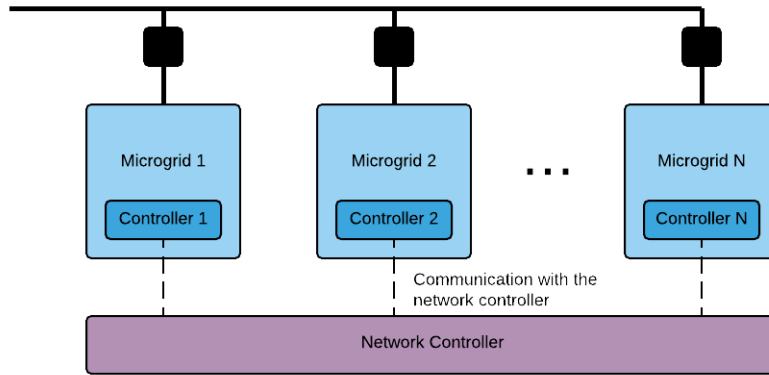 Microgrid 1
Microgrid 2
...
Microgrid N
Controller 1
Controller 2
Controller N
Communication with the
network controller
Network Controller